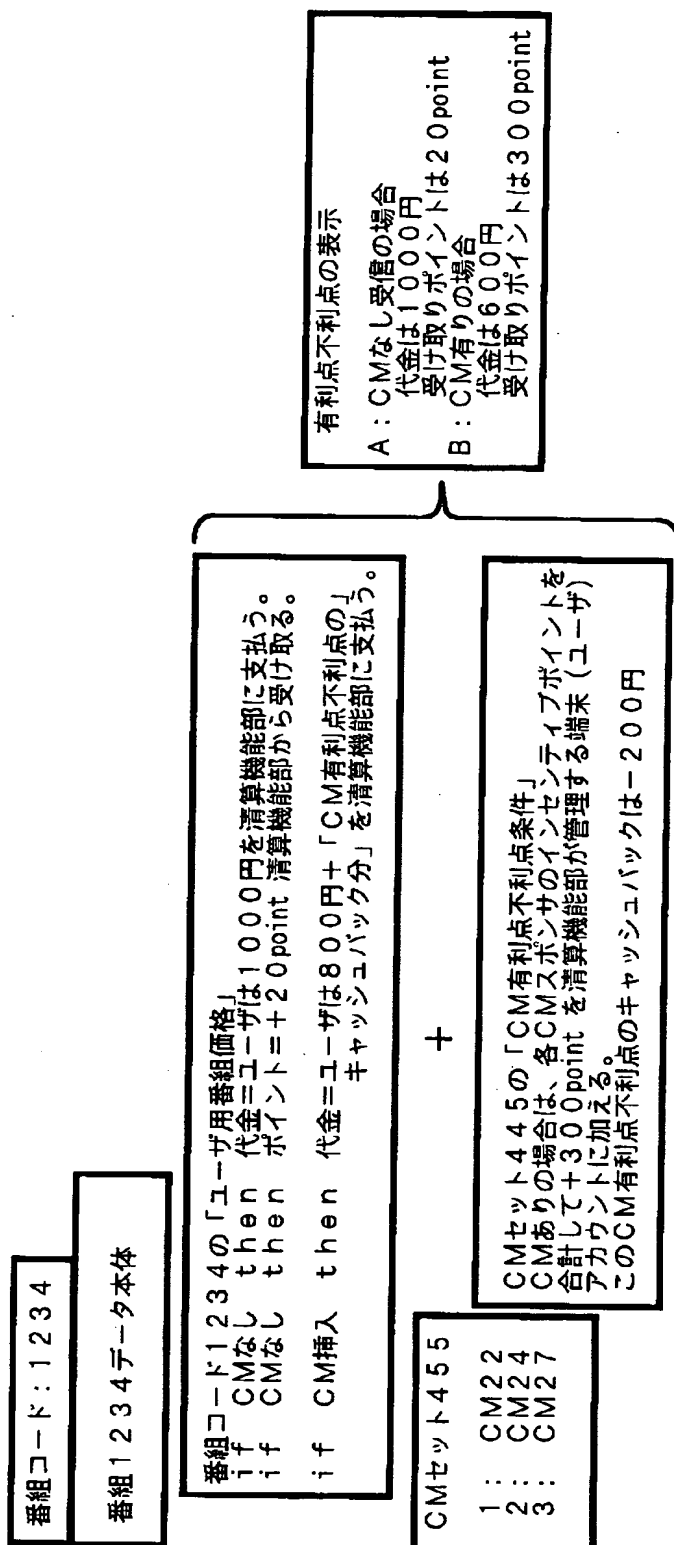 番組コード:1234
番組1234データ本体
番組コード1234の「ユーザ用番組価格」
if CMなし then 代金=ユーザは1000円を清算機能部に支払う。
if CMなし then ポイント=+20point 清算機能部から受け取る。
if CM挿入 then 代金=ユーザは800円+「CM有利点不利点の」
キャッシュバック分」を清算機能部に支払う。
+
CMセット455
1: CM22
2: CM24
3: CM27
CMセット445の「CM有利点不利点条件」
CMありの場合は、各CMスポンサのインセンティブポイントを
合計して+300point を清算機能部が管理する端末(ユーザ)
アカウントに加える。
このCM有利点不利点のキャッシュバックは-200円
有利点不利点の表示
A:CMなし受信の場合
代金は1000円
受け取りポイントは20point
B:CM有りの場合
代金は600円
受け取りポイントは300point